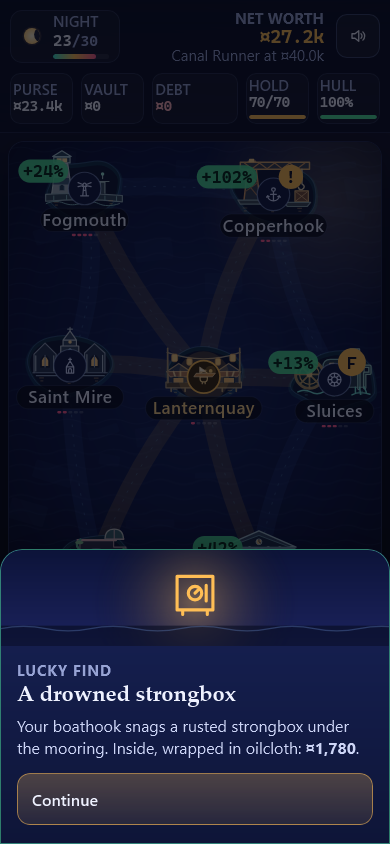 NIGHT
23/30
NET WORTH
¤27.2k
Canal Runner at ¤40.0k
PURSE
¤23.4k
VAULT
¤0
DEBT
¤0
HOLD
70/70
HULL
100%
+24%
Fogmouth
+102%
!
Copperhook
Saint Mire
Lanternquay
+13%
F
Sluices
+42%
LUCKY FIND
A drowned strongbox
Your boathook snags a rusted strongbox under
the mooring. Inside, wrapped in oilcloth: ¤1,780.
Continue